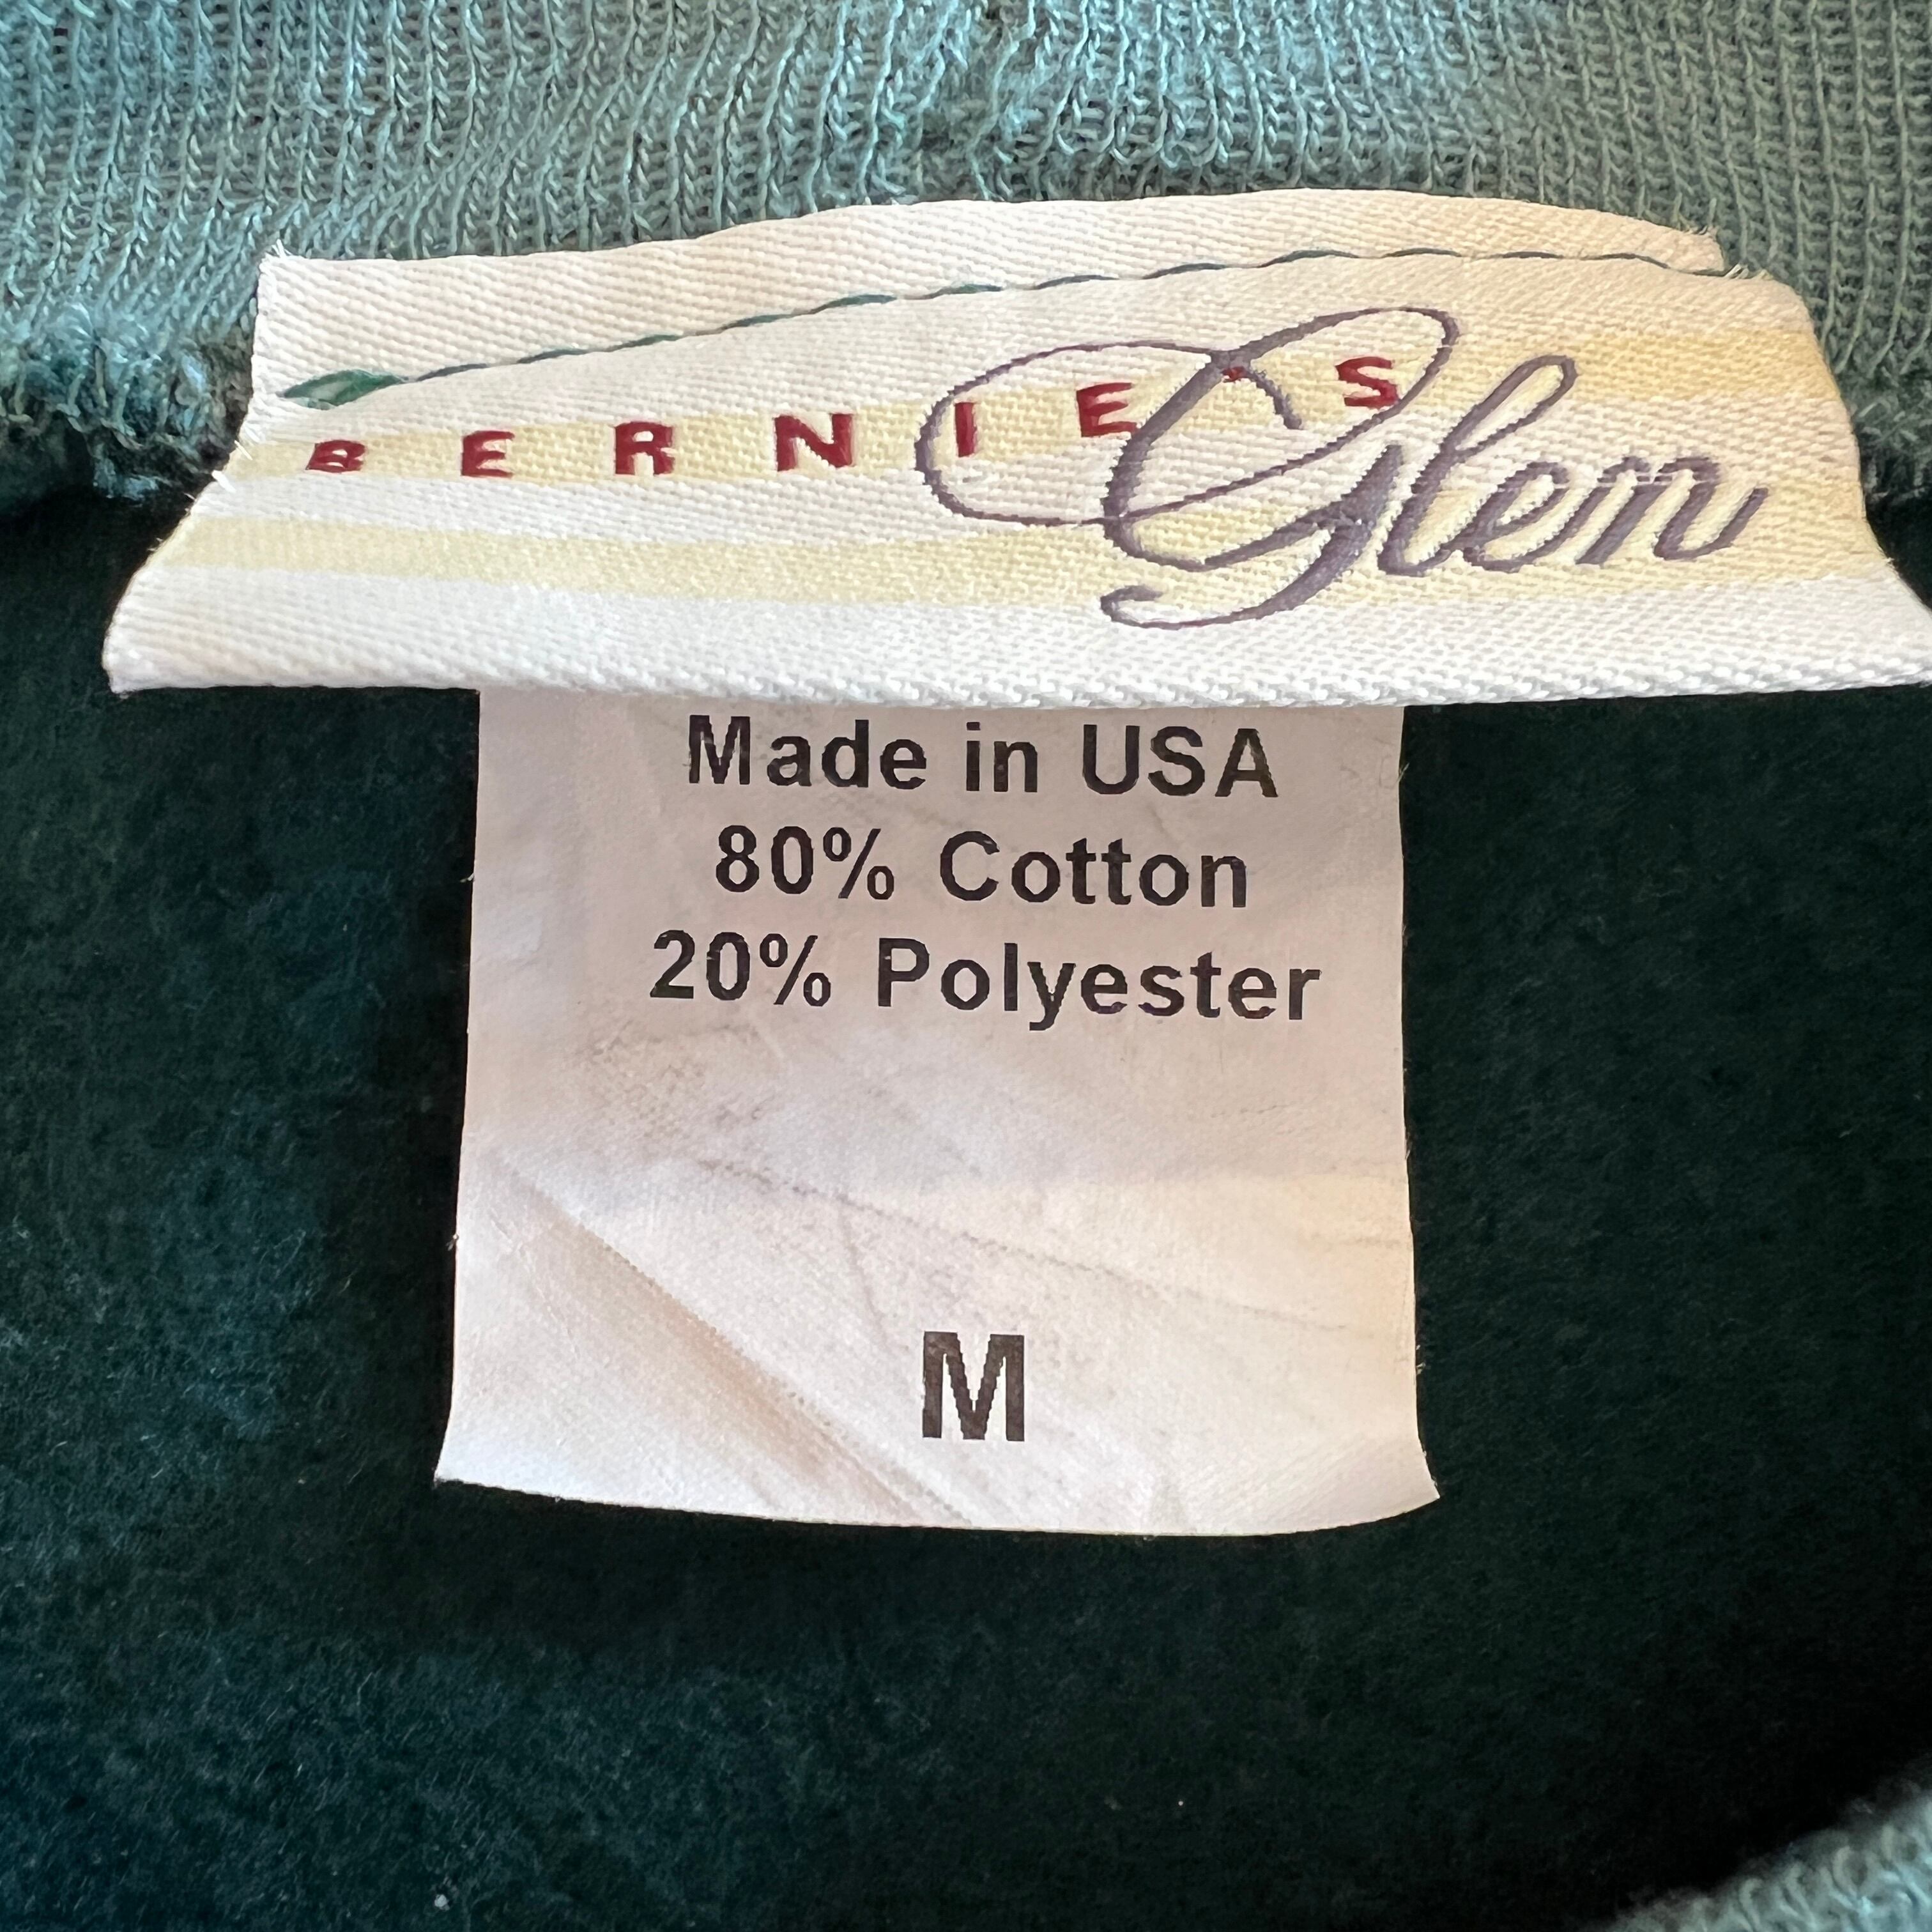 BERNIE'S Glen
Made in USA
80% Cotton
20% Polyester
M